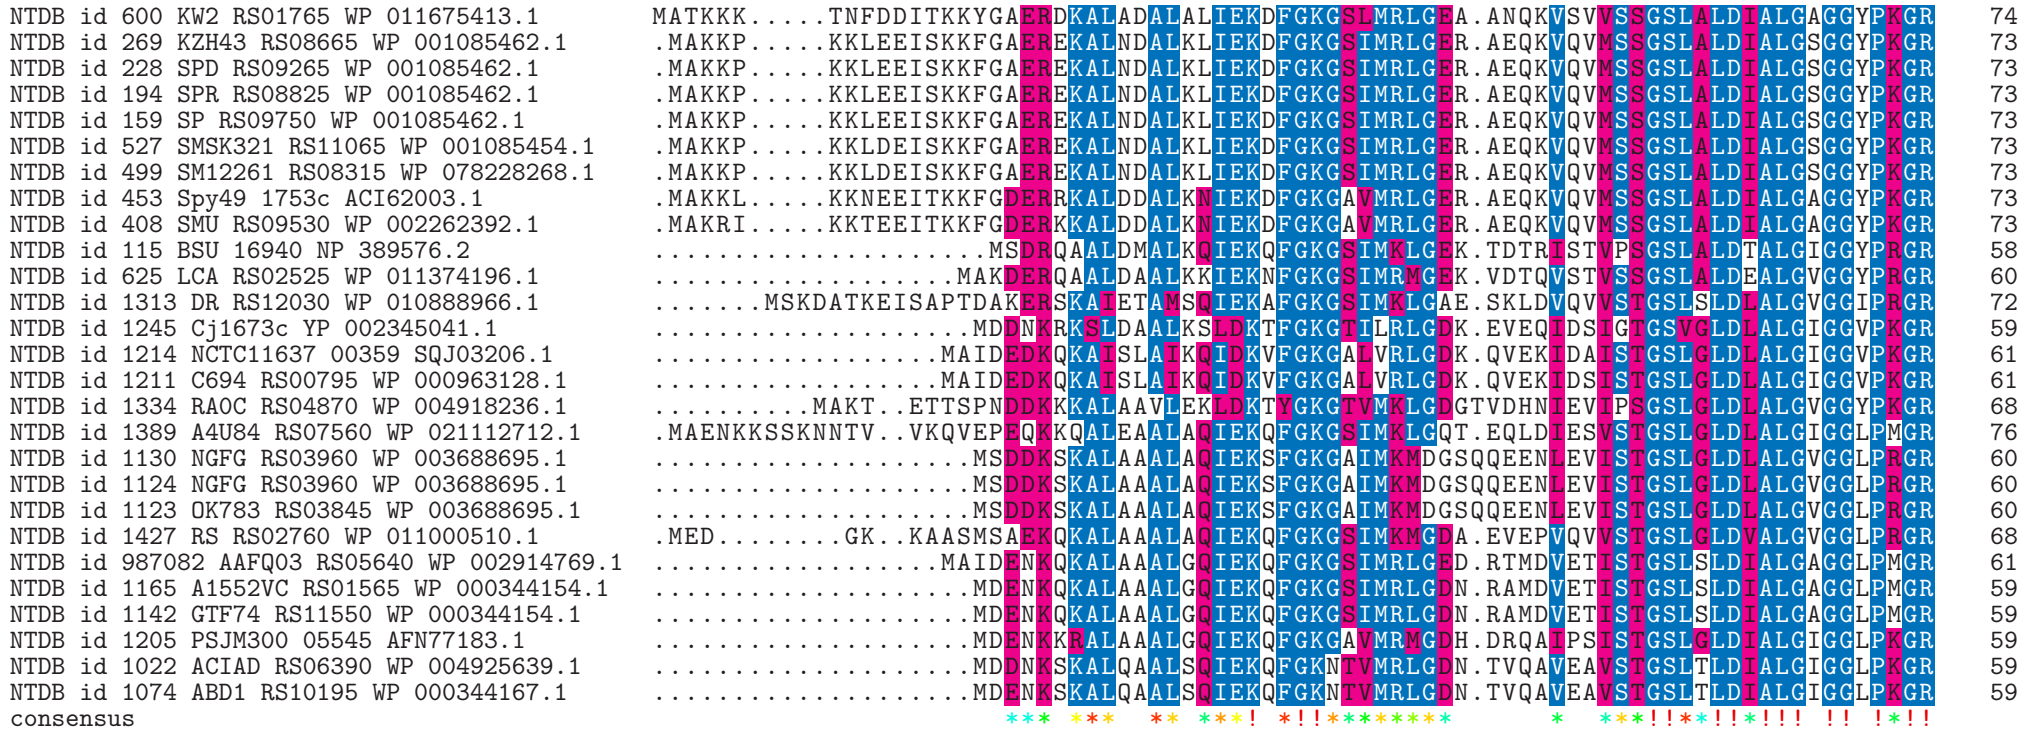 NTDB id 600 KW2 RS01765 WP 011675413.1 MATKKK.....TNFDDITKKYGAERDKALADALALIEKDFGKGSLMRLGEA.ANQKVSVVSSGSLALDIALGAGGYPKGR 74
NTDB id 269 KZH43 RS08665 WP 001085462.1 .MAKKP.....KKLEEISKKFGAEREKALNDALKLIEKDFGKGSIMRLGER.AEQKVQVMSSGSLALDIALGSGGYPKGR 73
NTDB id 228 SPD RS09265 WP 001085462.1 .MAKKP.....KKLEEISKKFGAEREKALNDALKLIEKDFGKGSIMRLGER.AEQKVQVMSSGSLALDIALGSGGYPKGR 73
NTDB id 194 SPR RS08825 WP 001085462.1 .MAKKP.....KKLEEISKKFGAEREKALNDALKLIEKDFGKGSIMRLGER.AEQKVQVMSSGSLALDIALGSGGYPKGR 73
NTDB id 159 SP RS09750 WP 001085462.1 .MAKKP.....KKLEEISKKFGAEREKALNDALKLIEKDFGKGSIMRLGER.AEQKVQVMSSGSLALDIALGSGGYPKGR 73
NTDB id 527 SMSK321 RS11065 WP 001085454.1 .MAKKP.....KKLDEISKKFGAEREKALNDALKLIEKDFGKGSIMRLGER.AEQKVQVMSSGSLALDIALGSGGYPKGR 73
NTDB id 499 SM12261 RS08315 WP 078228268.1 .MAKKP.....KKLDEISKKFGAEREKALNDALKLIEKDFGKGSIMRLGER.AEQKVQVMSSGSLALDIALGSGGYPKGR 73
NTDB id 453 Spy49 1753c ACI62003.1 .MAKKL.....KKNEEITKKFGDERRKALDDALKNIEKDFGKGAVMRLGER.AEQKVQVMSSGSLALDIALGAGGYPKGR 73
NTDB id 408 SMU RS09530 WP 002262392.1 .MAKRI.....KKTEEITKKFGDERKKALDDALKNIEKDFGKGAVMRLGER.AEQKVQVMSSGSLALDIALGAGGYPKGR 73
NTDB id 115 BSU 16940 NP 389576.2 .....................MSDRQAALDMALKQIEKQFGKGSIMKLGEK.TDTRISTVPSGSLALDTALGIGGYPRGR 58
NTDB id 625 LCA RS02525 WP 011374196.1 ...................MAKDERQAALDAALKKIEKNFGKGSIMRMGEK.VDTQVSTVSSGSLALDEALGVGGYPRGR 60
NTDB id 1313 DR RS12030 WP 010888966.1 .......MSKDATKEISAPTDAKERSKAIETAMSQIEKAFGKGSIMKLGAE.SKLDVQVVSTGSLSLDLALGVGGIPRGR 72
NTDB id 1245 Cj1673c YP 002345041.1 ....................MDDNKRKSLDAALKSLDKTFGKGTILRLGDK.EVEQIDSIGTGSVGLDLALGIGGVPKGR 59
NTDB id 1214 NCTC11637 00359 SQJ03206.1 ..................MAIDEDKQKAISLAIKQIDKVFGKGALVRLGDK.QVEKIDAISTGSLGLDLALGIGGVPKGR 61
NTDB id 1211 C694 RS00795 WP 000963128.1 ..................MAIDEDKQKAISLAIKQIDKVFGKGALVRLGDK.QVEKIDSISTGSLGLDLALGIGGVPKGR 61
NTDB id 1334 RA0C RS04870 WP 004918236.1 ..........MAKT..ETTSPNDDKKKALAAVLEKLDKTYGKGTVMKLGDGTVDHNIEVIPSGSLGLDLALGVGGYPKGR 68
NTDB id 1389 A4U84 RS07560 WP 021112712.1 .MAENKKSSKNNTV..VKQVEPEQKKQALEAALAQIEKQFGKGSIMKLGQT.EQLDIESVSTGSLGLDIALGIGGLPMGR 76
NTDB id 1130 NGFG RS03960 WP 003688695.1 ....................MSDDKSKALAAALAQIEKSFGKGAIMKMDGSQQEENLEVISTGSLGLDLALGVGGLPRGR 60
NTDB id 1124 NGFG RS03960 WP 003688695.1 ....................MSDDKSKALAAALAQIEKSFGKGAIMKMDGSQQEENLEVISTGSLGLDLALGVGGLPRGR 60
NTDB id 1123 OK783 RS03845 WP 003688695.1 ....................MSDDKSKALAAALAQIEKSFGKGAIMKMDGSQQEENLEVISTGSLGLDLALGVGGLPRGR 60
NTDB id 1427 RS RS02760 WP 011000510.1 .MED........GK..KAASMSAEKQKALAAALAQIEKQFGKGSIMKMGDA.EVEPVQVVSTGSLGLDVALGVGGLPRGR 68
NTDB id 987082 AAFQ03 RS05640 WP 002914769.1 ..................MAIDENKQKALAAALGQIEKQFGKGSIMRLGED.RTMDVETISTGSLSLDIALGAGGLPMGR 61
NTDB id 1165 A1552VC RS01565 WP 000344154.1 ....................MDENKQKALAAALGQIEKQFGKGSIMRLGDN.RAMDVETISTGSLSLDIALGAGGLPMGR 59
NTDB id 1142 GTF74 RS11550 WP 000344154.1 ....................MDENKQKALAAALGQIEKQFGKGSIMRLGDN.RAMDVETISTGSLSLDIALGAGGLPMGR 59
NTDB id 1205 PSJM300 05545 AFN77183.1 ....................MDENKKRALAAALGQIEKQFGKGAVMRMGDH.DRQAIPSISTGSLGLDIALGIGGLPKGR 59
NTDB id 1022 ACIAD RS06390 WP 004925639.1 ....................MDDNKSKALQAALSQIEKQFGKNTVMRLGDN.TVQAVEAVSTGSLTLDIALGIGGLPKGR 59
NTDB id 1074 ABD1 RS10195 WP 000344167.1 ....................MDENKSKALQAALSQIEKQFGKNTVMRLGDN.TVQAVEAVSTGSLTLDIALGIGGLPKGR 59
consensus *** *** ** ***! *!!******** * ***!!**!!*!!! !! !*!!